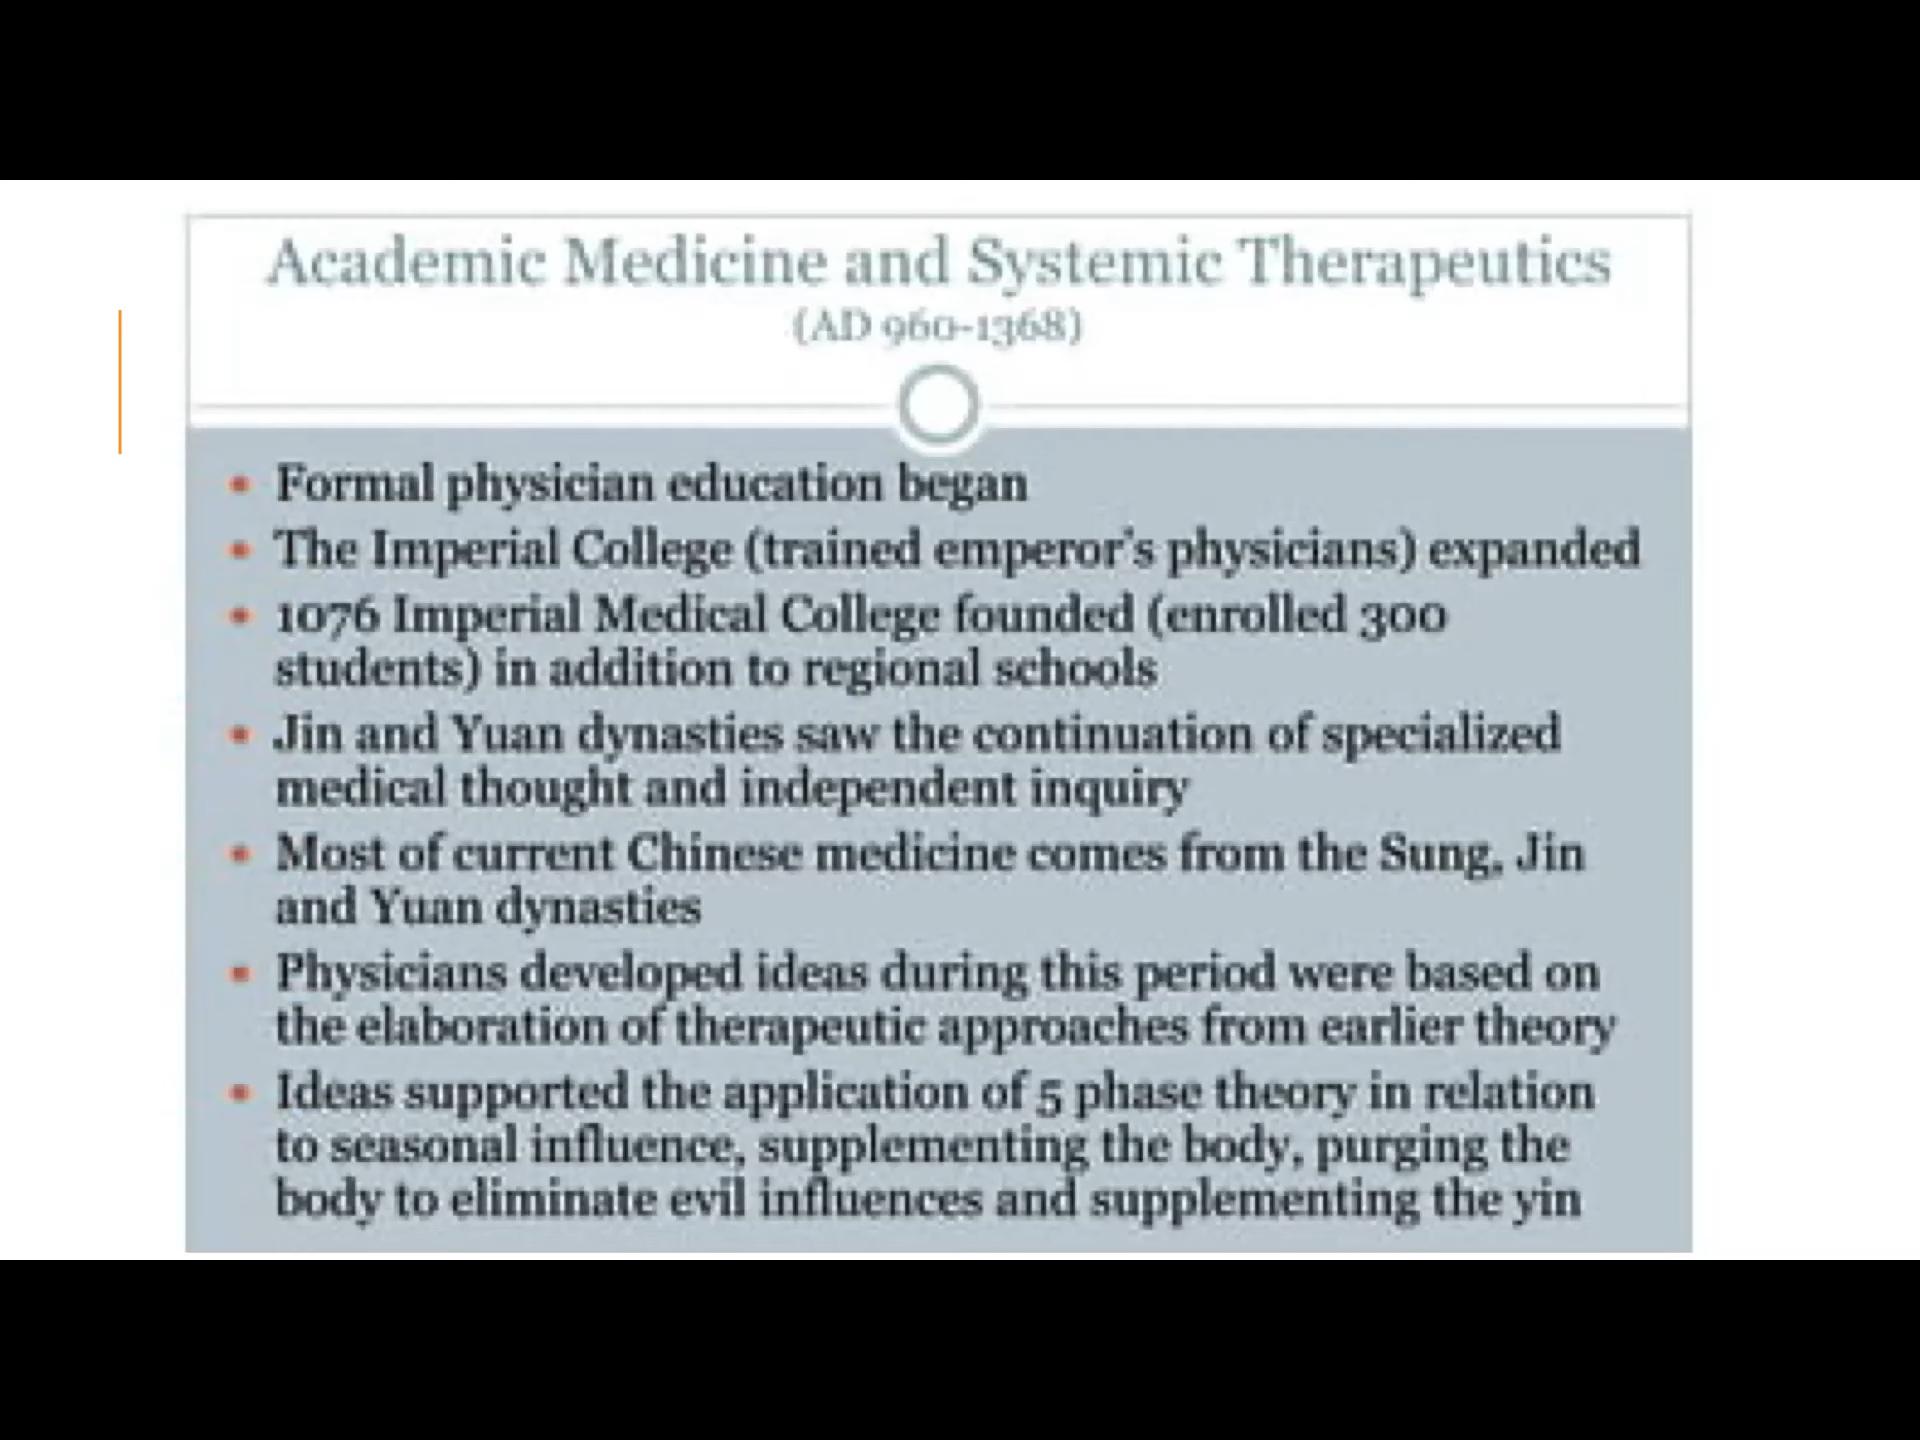 Academic Medicine and Systemic Therapeutics
(AD 960-1368)
• Formal physician education began
• The Imperial College (trained emperor's physicians) expanded
• 1076 Imperial Medical College founded (enrolled 300
students) in addition to regional schools
• Jin and Yuan dynasties saw the continuation of specialized
medical thought and independent inquiry
• Most of current Chinese medicine comes from the Sung, Jin
and Yuan dynasties
• Physicians developed ideas during this period were based on
the elaboration of therapeutic approaches from earlier theory
• Ideas supported the application of 5 phase theory in relation
to seasonal influence, supplementing the body, purging the
body to eliminate evil influences and supplementing the yin